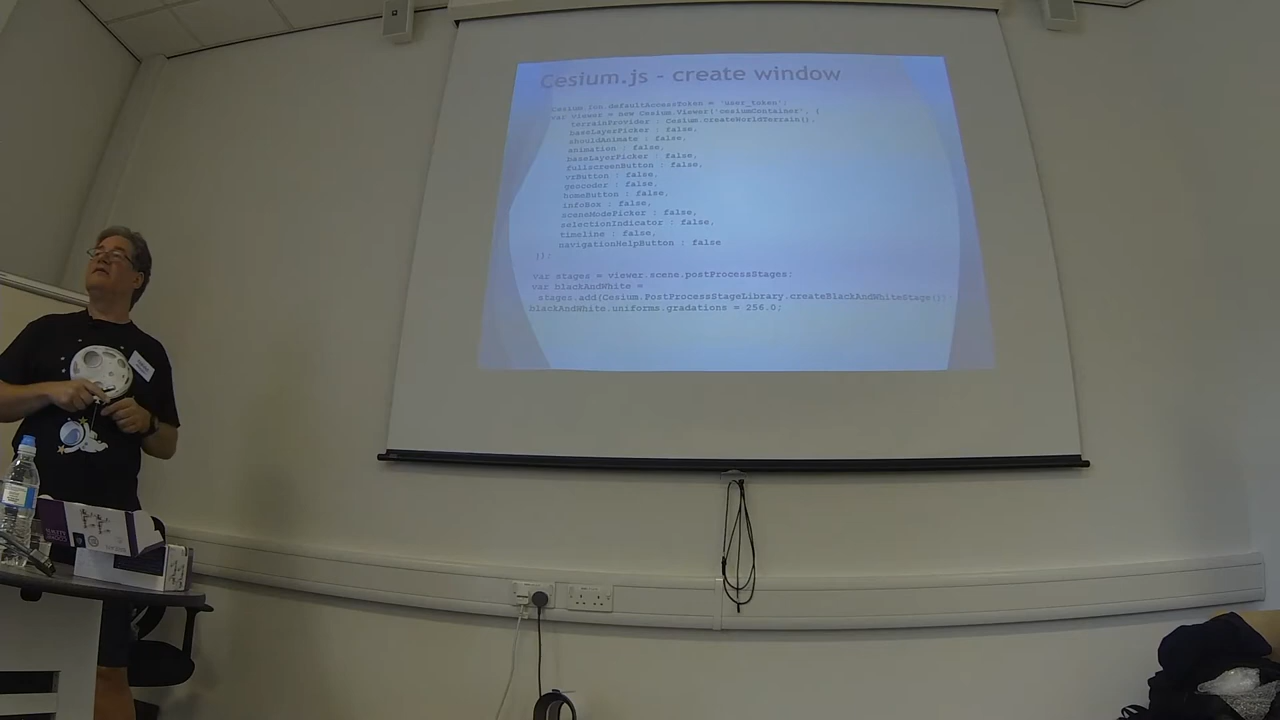 Cesium.js - create window
Cesium.Ion.defaultAccessToken = 'user_token';
var viewer = new Cesium.Viewer('cesiumContainer', {
terrainProvider : Cesium.createWorldTerrain(),
baseLayerPicker : false,
shouldAnimate : false,
animation : false,
baseLayerPicker : false,
fullscreenButton : false,
vrButton : false,
geocoder : false,
homeButton : false,
infoBox : false,
sceneModePicker : false,
selectionIndicator : false,
timeline : false,
navigationHelpButton : false
});
var stages = viewer.scene.postProcessStages;
var blackAndWhite =
stages.add(Cesium.PostProcessStageLibrary.createBlackAndWhiteStage());
blackAndWhite.uniforms.gradations = 256.0;